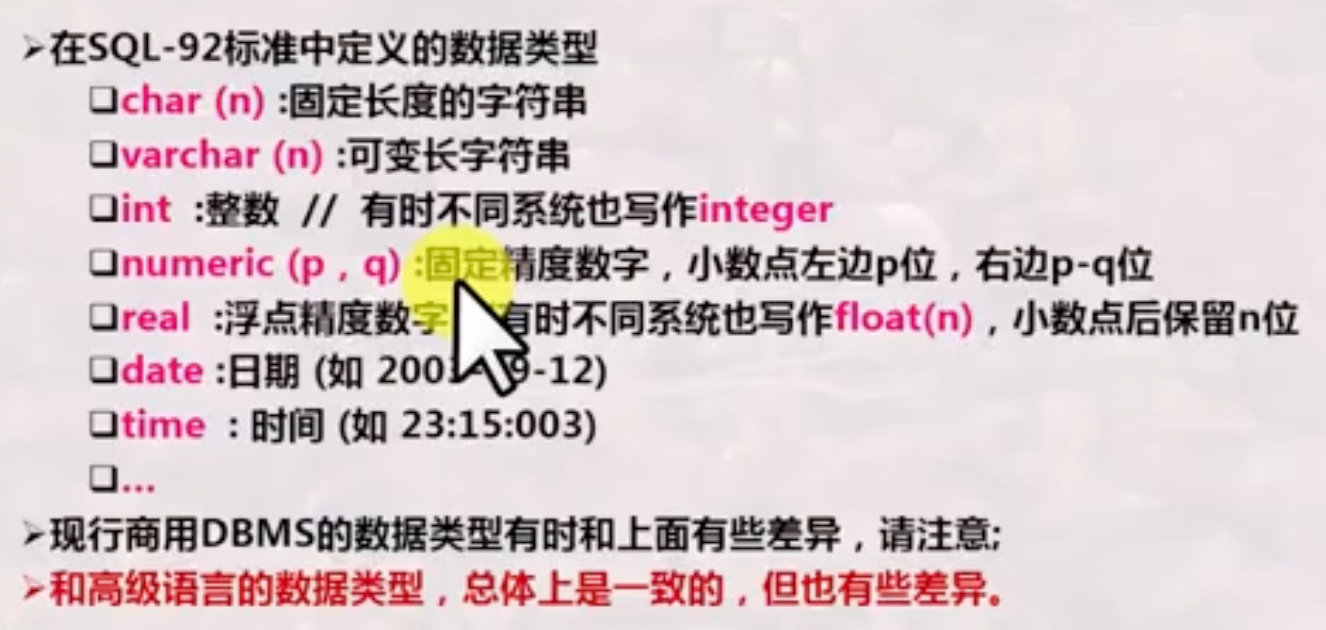 ➢在SQL-92标准中定义的数据类型
❑char (n) :固定长度的字符串
❑varchar (n) :可变长字符串
❑int :整数 // 有时不同系统也写作integer
❑numeric (p，q) :固定精度数字，小数点左边p位，右边p-q位
❑real :浮点精度数字 有时不同系统也写作float(n)，小数点后保留n位
❑date :日期 (如 200 9-12)
❑time : 时间 (如 23:15:003)
❑...
➢现行商用DBMS的数据类型有时和上面有些差异，请注意;
➢和高级语言的数据类型，总体上是一致的，但也有些差异。